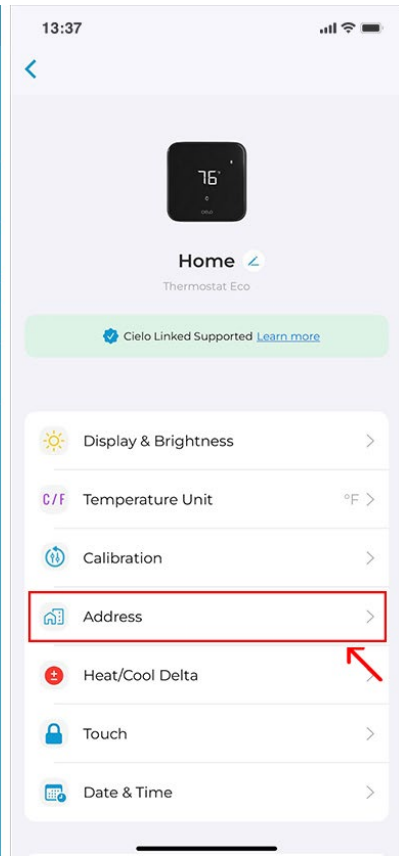 13:37
76°
cielo
Home
Thermostat Eco
Cielo Linked Supported Learn more
Display & Brightness
C/F Temperature Unit °F
Calibration
Address
Heat/Cool Delta
Touch
Date & Time